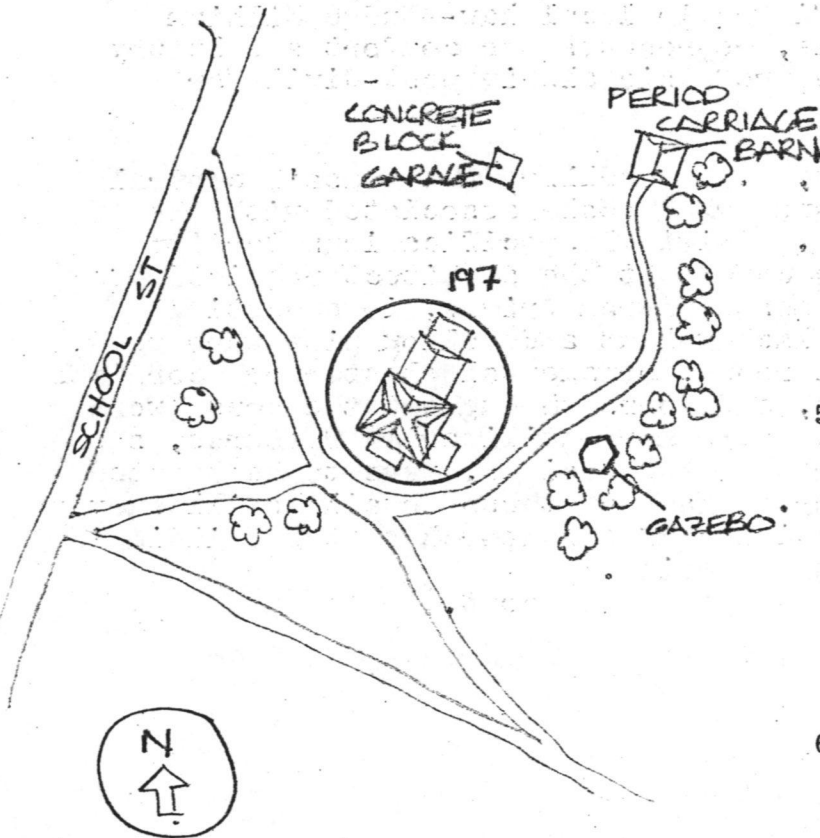 CONCRETE
BLOCK
GARAGE
PERIOD
CARRIAGE
BARN
197
SCHOOL ST
GAZEBO
N